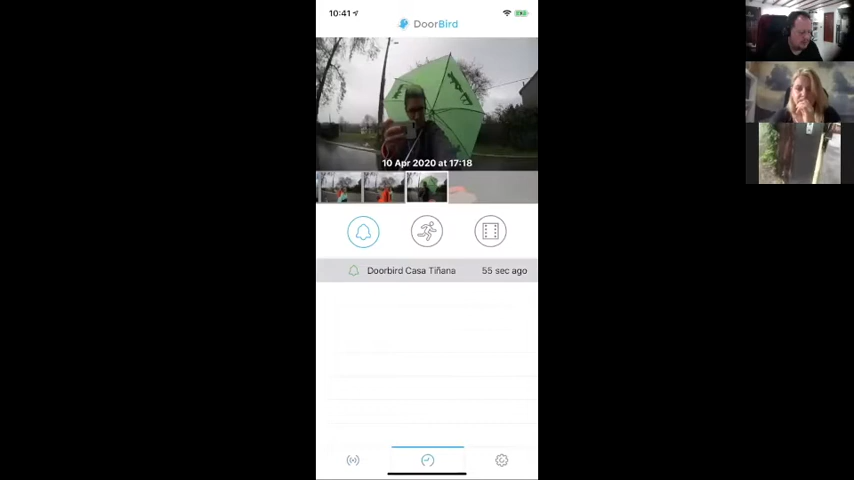 10:41
DoorBird
10 Apr 2020 at 17:18
Doorbird Casa Tiñana
55 sec ago